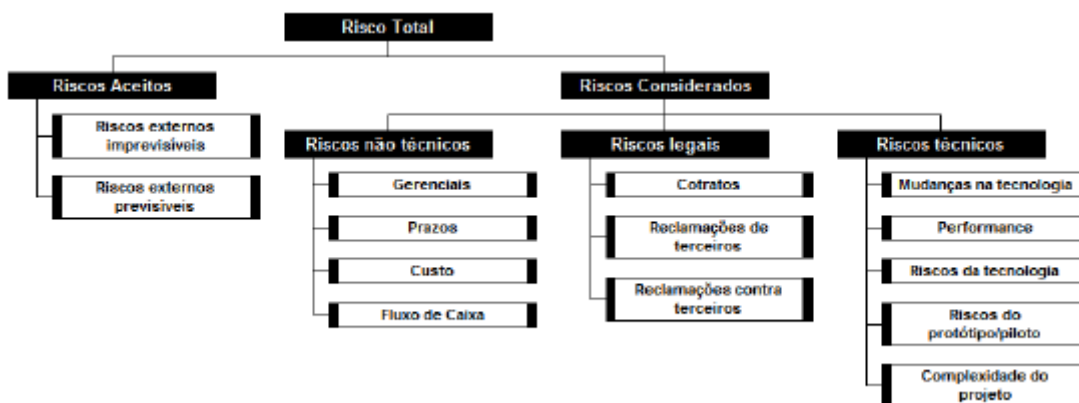 Risco Total
Riscos Aceitos
Riscos Considerados
Riscos externos
imprevisíveis
Riscos externos
previsíveis
Riscos não técnicos
Gerenciais
Prazos
Custo
Fluxo de Caixa
Riscos legais
Cotratos
Reclamações de
terceiros
Reclamações contra
terceiros
Riscos técnicos
Mudanças na tecnologia
Performance
Riscos da tecnologia
Riscos do
protótipo/piloto
Complexidade do
projeto